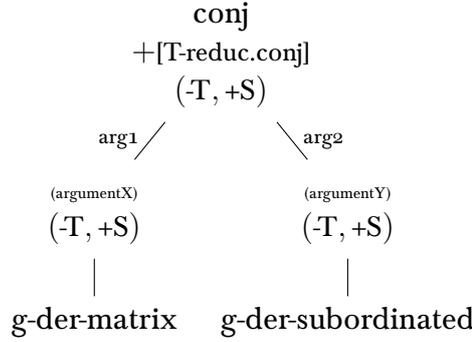 conj
+[T-reduc.conj]
(-T, +S)
arg1 arg2
(argumentX) (argumentY)
(-T, +S) (-T, +S)
g-der-matrix g-der-subordinated